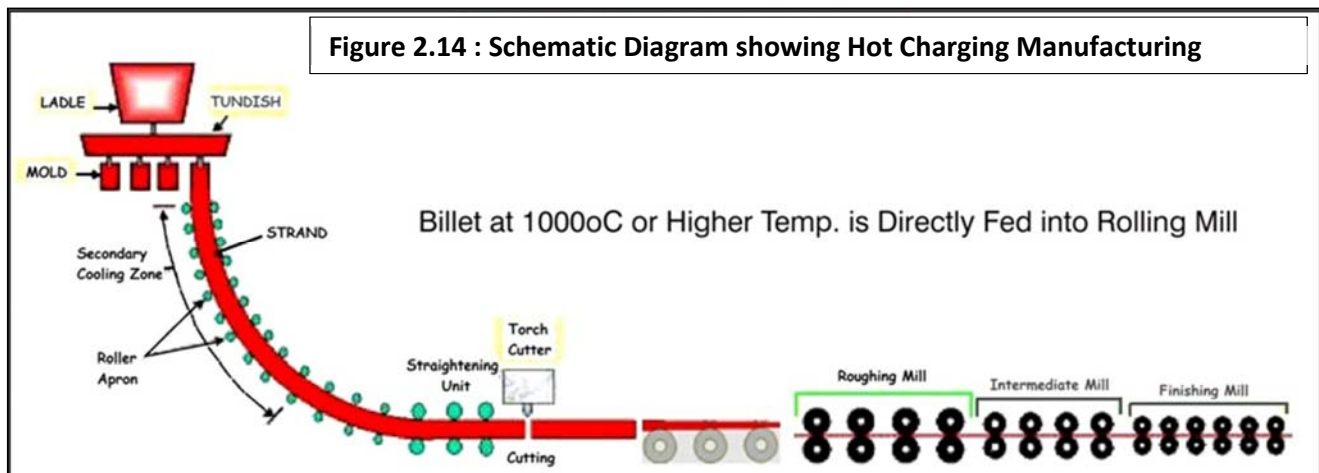 Figure 2.14 : Schematic Diagram showing Hot Charging Manufacturing
LADLE
TUNDISH
MOLD
Billet at 1000oC or Higher Temp. is Directly Fed into Rolling Mill
STRAND
Secondary
Cooling Zone
Roller
Apron
Straightening
Unit
Torch
Cutter
Cutting
Roughing Mill
Intermediate Mill
Finishing Mill